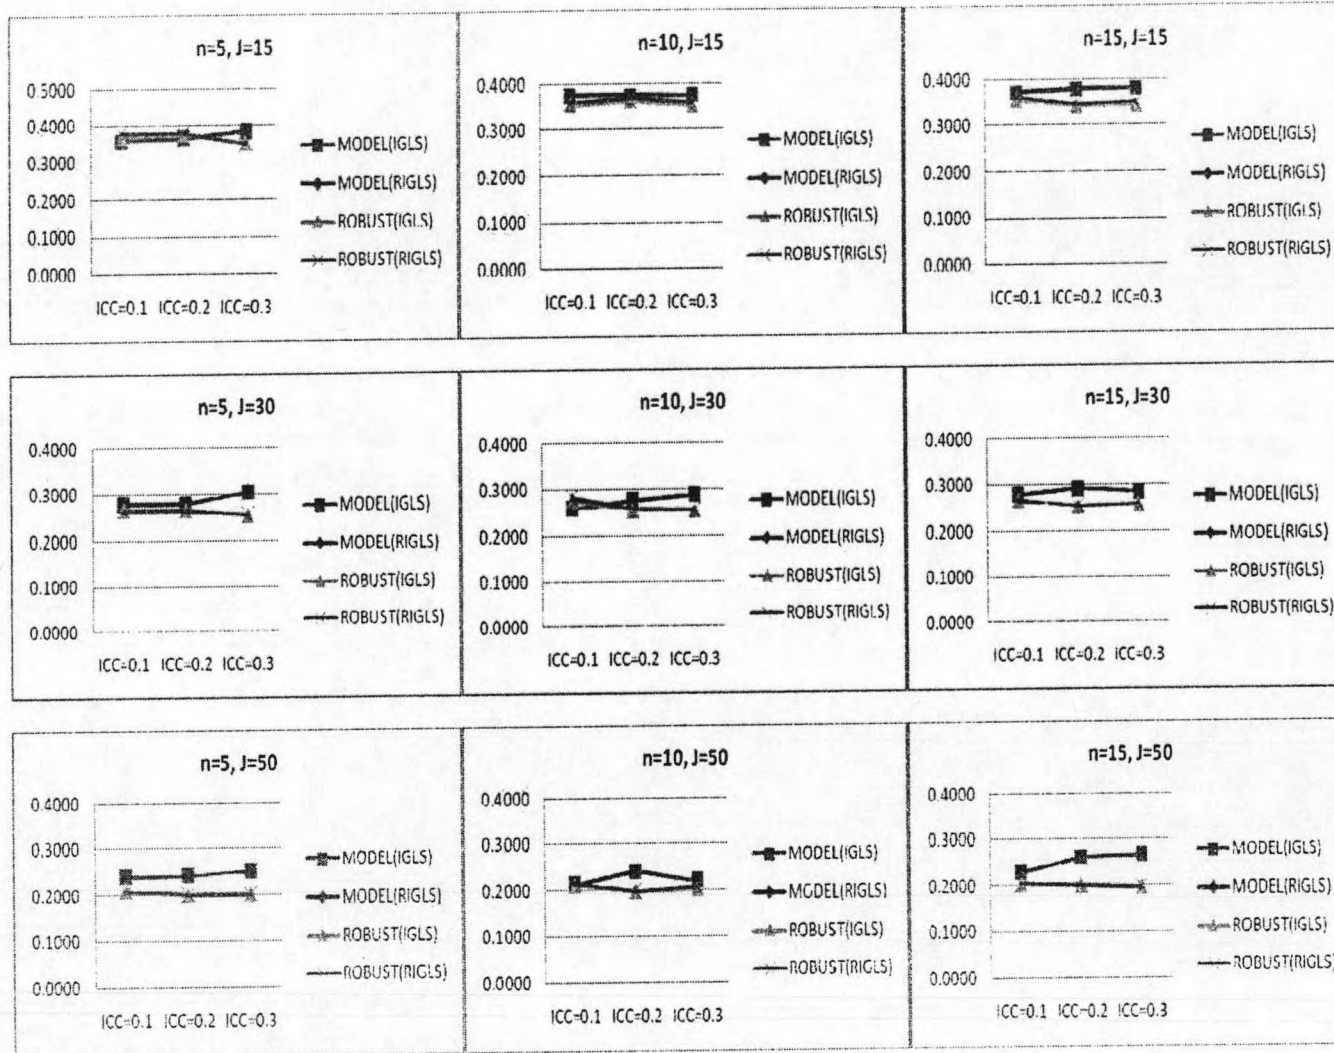 n=5, J=15
0.5000
0.4000
0.3000
0.2000
0.1000
0.0000
ICC=0.1 ICC=0.2 ICC=0.3
MODEL(IGLS)
MODEL(RIGLS)
ROBUST(IGLS)
ROBUST(RIGLS)
n=10, J=15
0.4000
0.3000
0.2000
0.1000
0.0000
ICC=0.1 ICC=0.2 ICC=0.3
MODEL(IGLS)
MODEL(RIGLS)
ROBUST(IGLS)
ROBUST(RIGLS)
n=15, J=15
0.4000
0.3000
0.2000
0.1000
0.0000
ICC=0.1 ICC=0.2 ICC=0.3
MODEL(IGLS)
MODEL(RIGLS)
ROBUST(IGLS)
ROBUST(RIGLS)
n=5, J=30
0.4000
0.3000
0.2000
0.1000
0.0000
ICC=0.1 ICC=0.2 ICC=0.3
MODEL(IGLS)
MODEL(RIGLS)
ROBUST(IGLS)
ROBUST(RIGLS)
n=10, J=30
0.4000
0.3000
0.2000
0.1000
0.0000
ICC=0.1 ICC=0.2 ICC=0.3
MODEL(IGLS)
MODEL(RIGLS)
ROBUST(IGLS)
ROBUST(RIGLS)
n=15, J=30
0.4000
0.3000
0.2000
0.1000
0.0000
ICC=0.1 ICC=0.2 ICC=0.3
MODEL(IGLS)
MODEL(RIGLS)
ROBUST(IGLS)
ROBUST(RIGLS)
n=5, J=50
0.4000
0.3000
0.2000
0.1000
0.0000
ICC=0.1 ICC=0.2 ICC=0.3
MODEL(IGLS)
MODEL(RIGLS)
ROBUST(IGLS)
ROBUST(RIGLS)
n=10, J=50
0.4000
0.3000
0.2000
0.1000
0.0000
ICC=0.1 ICC=0.2 ICC=0.3
MODEL(IGLS)
MODEL(RIGLS)
ROBUST(IGLS)
ROBUST(RIGLS)
n=15, J=50
0.4000
0.3000
0.2000
0.1000
0.0000
ICC=0.1 ICC=0.2 ICC=0.3
MODEL(IGLS)
MODEL(RIGLS)
ROBUST(IGLS)
ROBUST(RIGLS)